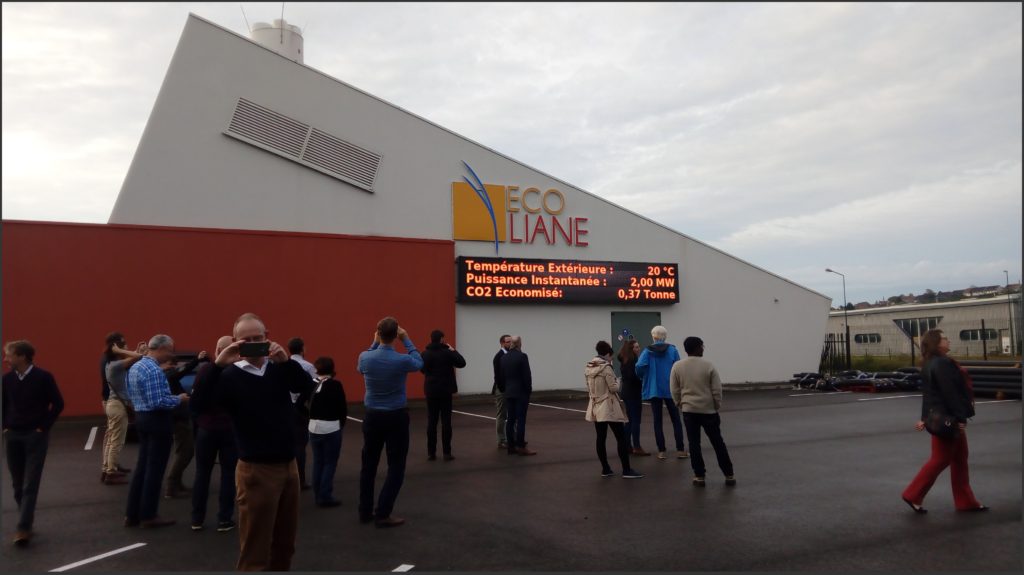 ECO
LIANE
Température Extérieure : 20 °C
Puissance Instantanée : 2,00 MW
CO2 Economisé: 0,37 Tonne